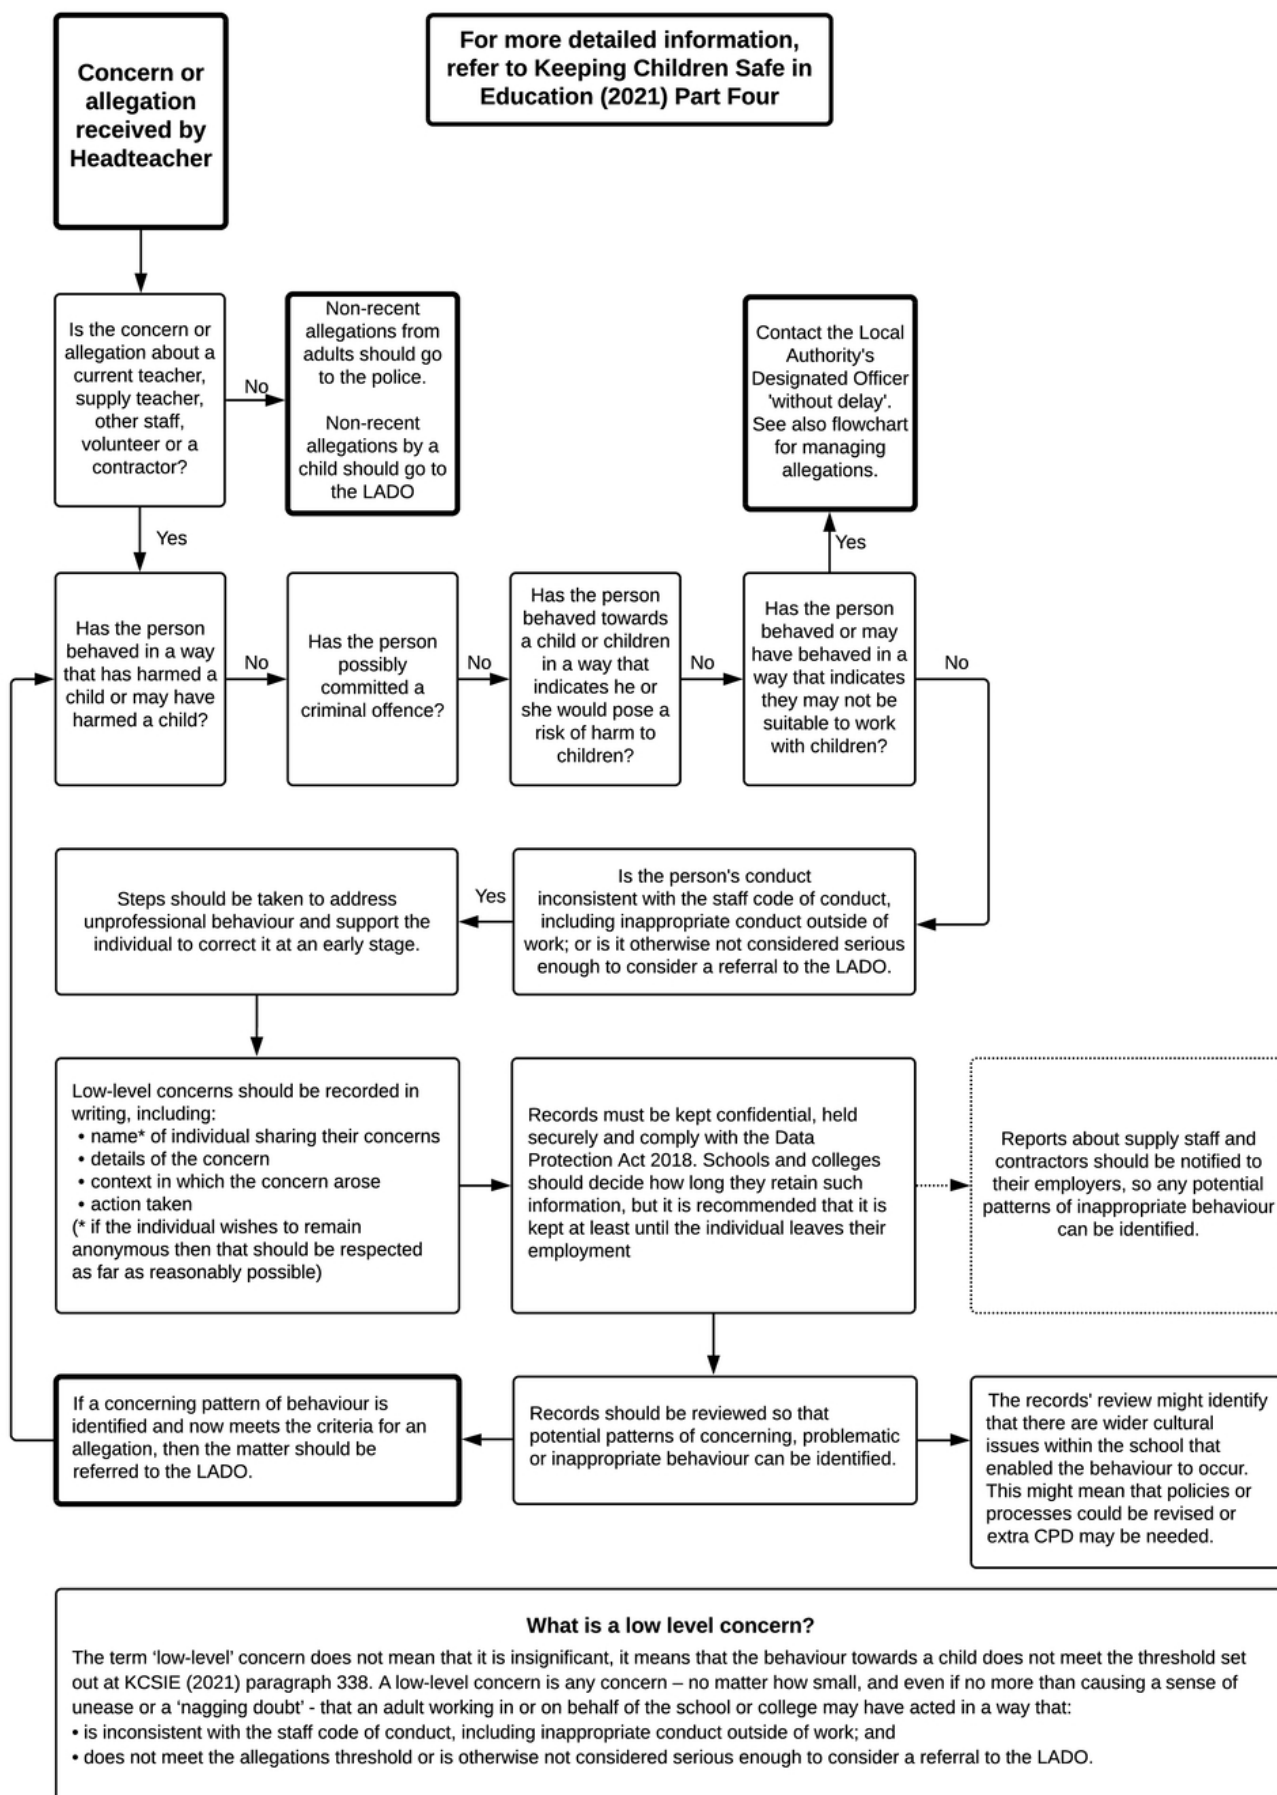 Concern or
allegation
received by
Headteacher
For more detailed information,
refer to Keeping Children Safe in
Education (2021) Part Four
Is the concern or
allegation about a
current teacher,
supply teacher,
other staff,
volunteer or a
contractor?
No
Non-recent
allegations from
adults should go
to the police.
Non-recent
allegations by a
child should go to
the LADO
Contact the Local
Authority's
Designated Officer
'without delay'.
See also flowchart
for managing
allegations.
Yes
Yes
Has the person
behaved in a way
that has harmed a
child or may have
harmed a child?
No
Has the person
possibly
committed a
criminal offence?
No
Has the person
behaved towards
a child or children
in a way that
indicates he or
she would pose a
risk of harm to
children?
No
Has the person
behaved or may
have behaved in a
way that indicates
they may not be
suitable to work
with children?
No
Steps should be taken to address
unprofessional behaviour and support the
individual to correct it at an early stage.
Yes
Is the person's conduct
inconsistent with the staff code of conduct,
including inappropriate conduct outside of
work; or is it otherwise not considered serious
enough to consider a referral to the LADO.
Low-level concerns should be recorded in
writing, including:
• name* of individual sharing their concerns
• details of the concern
• context in which the concern arose
• action taken
(* if the individual wishes to remain
anonymous then that should be respected
as far as reasonably possible)
Records must be kept confidential, held
securely and comply with the Data
Protection Act 2018. Schools and colleges
should decide how long they retain such
information, but it is recommended that it is
kept at least until the individual leaves their
employment
Reports about supply staff and
contractors should be notified to
their employers, so any potential
patterns of inappropriate behaviour
can be identified.
If a concerning pattern of behaviour is
identified and now meets the criteria for an
allegation, then the matter should be
referred to the LADO.
Records should be reviewed so that
potential patterns of concerning, problematic
or inappropriate behaviour can be identified.
The records' review might identify
that there are wider cultural
issues within the school that
enabled the behaviour to occur.
This might mean that policies or
processes could be revised or
extra CPD may be needed.
What is a low level concern?
The term ‘low-level’ concern does not mean that it is insignificant, it means that the behaviour towards a child does not meet the threshold set
out at KCSIE (2021) paragraph 338. A low-level concern is any concern – no matter how small, and even if no more than causing a sense of
unease or a ‘nagging doubt’ - that an adult working in or on behalf of the school or college may have acted in a way that:
• is inconsistent with the staff code of conduct, including inappropriate conduct outside of work; and
• does not meet the allegations threshold or is otherwise not considered serious enough to consider a referral to the LADO.